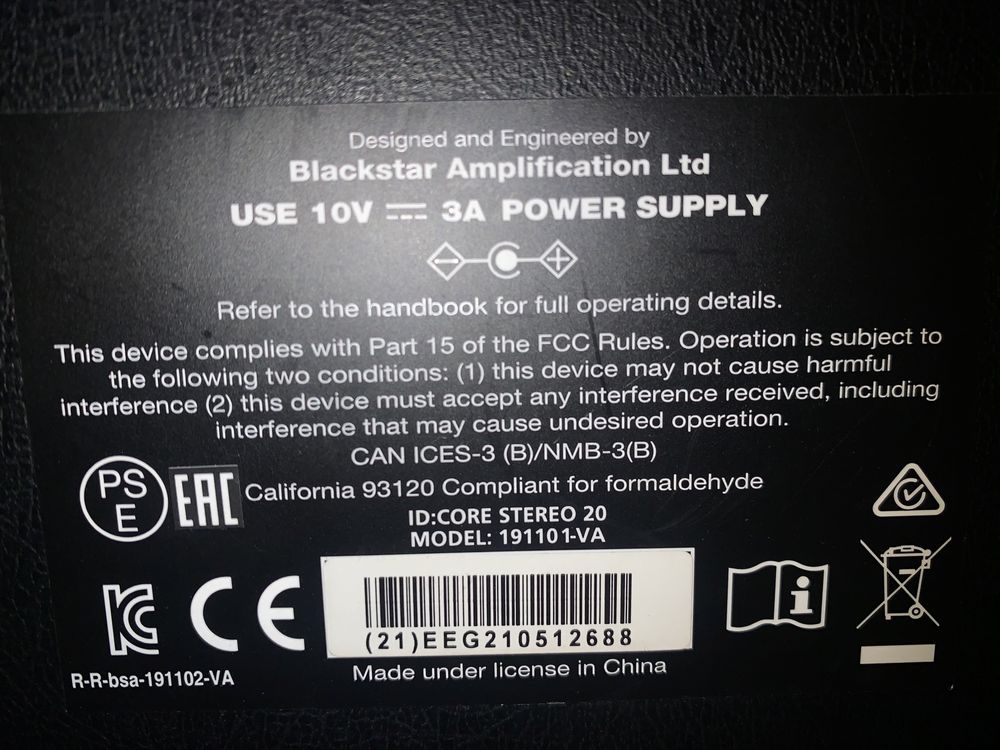 Designed and Engineered by
Blackstar Amplification Ltd
USE 10V ⎓ 3A POWER SUPPLY
Refer to the handbook for full operating details.
This device complies with Part 15 of the FCC Rules. Operation is subject to
the following two conditions: (1) this device may not cause harmful
interference (2) this device must accept any interference received, including
interference that may cause undesired operation.
CAN ICES-3 (B)/NMB-3(B)
PS
E
EAC
California 93120 Compliant for formaldehyde
ID:CORE STEREO 20
MODEL: 191101-VA
KC
CE
(21)EEG210512688
R-R-bsa-191102-VA
Made under license in China